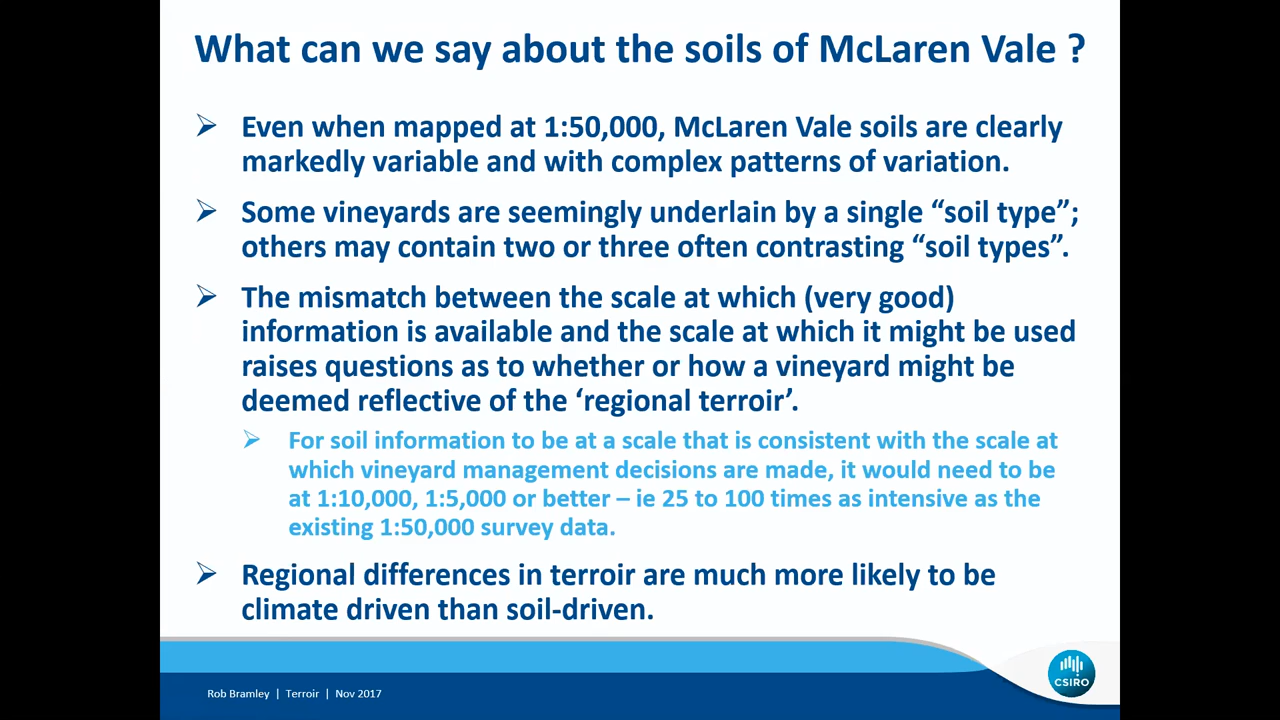 What can we say about the soils of McLaren Vale ?
Even when mapped at 1:50,000, McLaren Vale soils are clearly
markedly variable and with complex patterns of variation.
Some vineyards are seemingly underlain by a single “soil type”;
others may contain two or three often contrasting “soil types”.
The mismatch between the scale at which (very good)
information is available and the scale at which it might be used
raises questions as to whether or how a vineyard might be
deemed reflective of the ‘regional terroir’.
For soil information to be at a scale that is consistent with the scale at
which vineyard management decisions are made, it would need to be
at 1:10,000, 1:5,000 or better – ie 25 to 100 times as intensive as the
existing 1:50,000 survey data.
Regional differences in terroir are much more likely to be
climate driven than soil-driven.
Rob Bramley | Terroir | Nov 2017
CSIRO